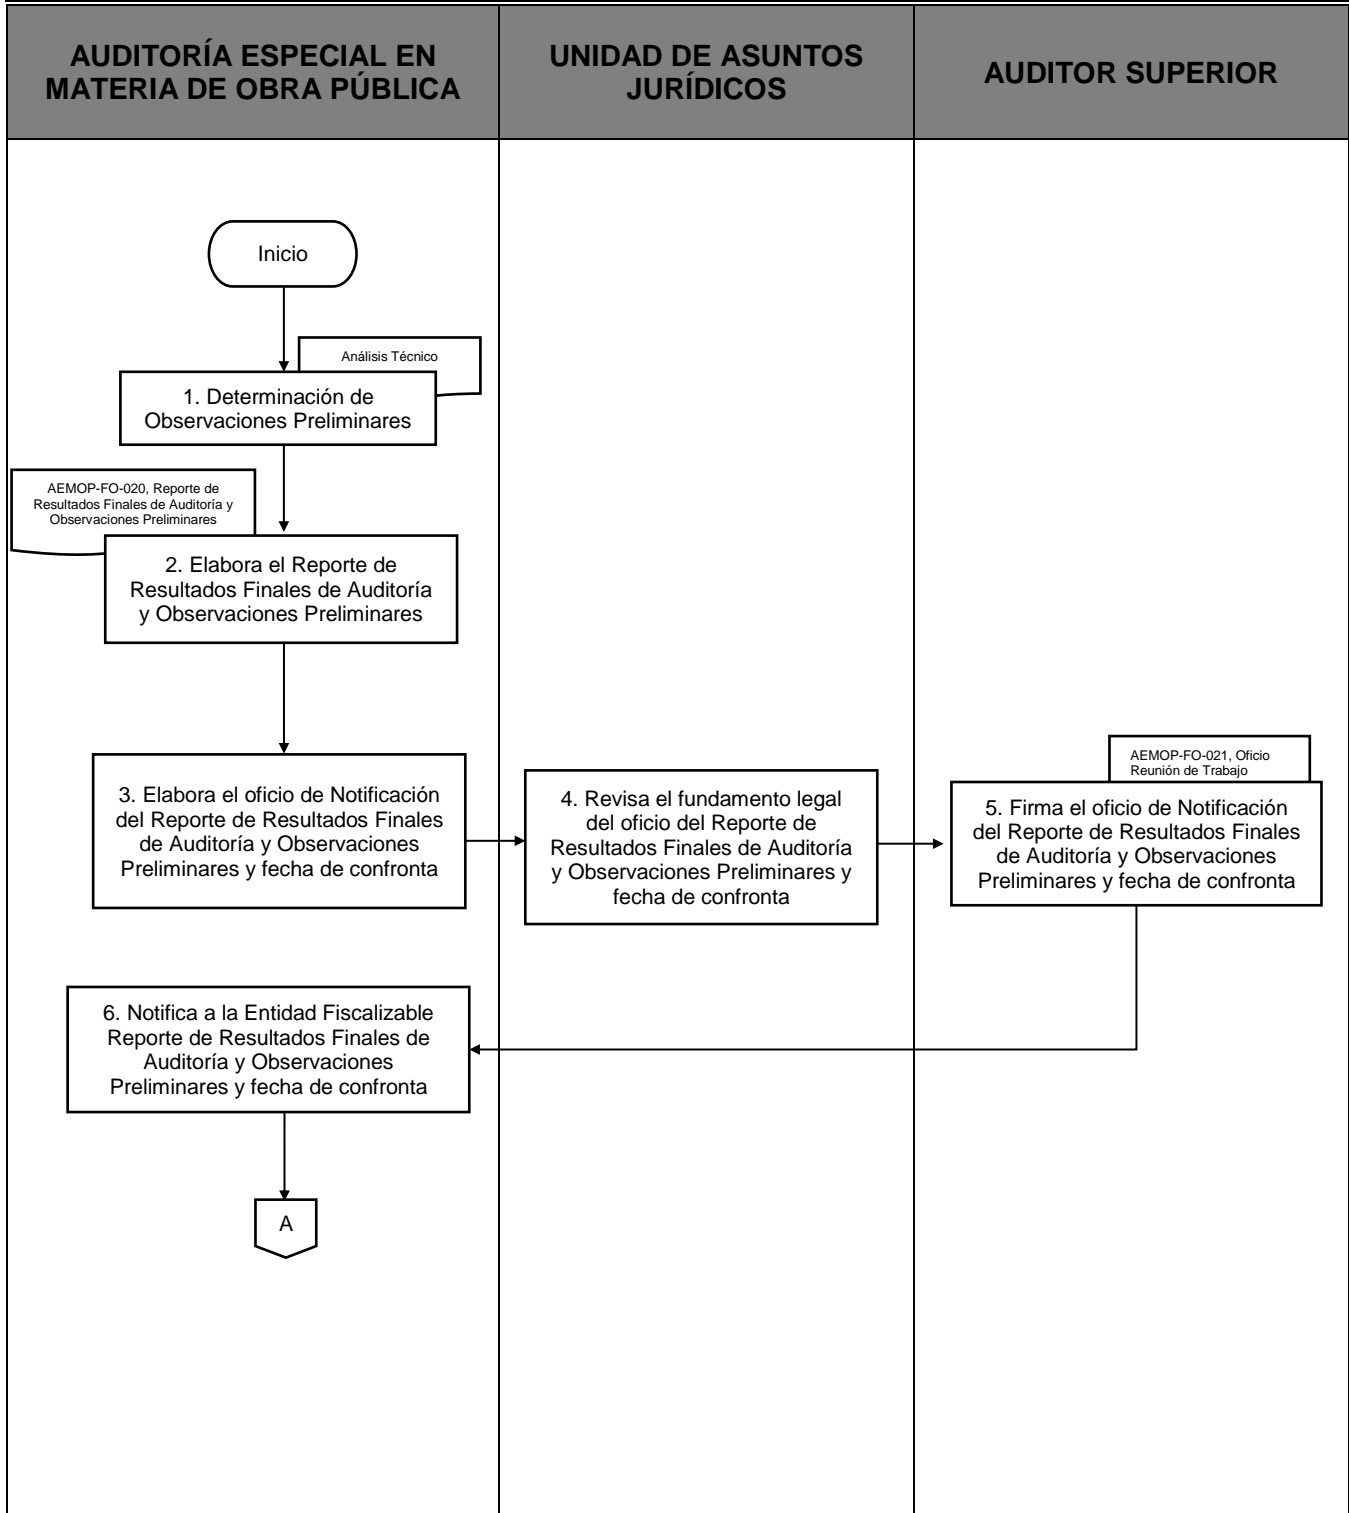 AUDITORÍA ESPECIAL EN
MATERIA DE OBRA PÚBLICA
UNIDAD DE ASUNTOS
JURÍDICOS
AUDITOR SUPERIOR
Inicio
Análisis Técnico
1. Determinación de
Observaciones Preliminares
AEMOP-FO-020, Reporte de
Resultados Finales de Auditoría y
Observaciones Preliminares
2. Elabora el Reporte de
Resultados Finales de Auditoría
y Observaciones Preliminares
3. Elabora el oficio de Notificación
del Reporte de Resultados Finales
de Auditoría y Observaciones
Preliminares y fecha de confronta
4. Revisa el fundamento legal
del oficio del Reporte de
Resultados Finales de Auditoría
y Observaciones Preliminares y
fecha de confronta
AEMOP-FO-021, Oficio
Reunión de Trabajo
5. Firma el oficio de Notificación
del Reporte de Resultados Finales
de Auditoría y Observaciones
Preliminares y fecha de confronta
6. Notifica a la Entidad Fiscalizable
Reporte de Resultados Finales de
Auditoría y Observaciones
Preliminares y fecha de confronta
A